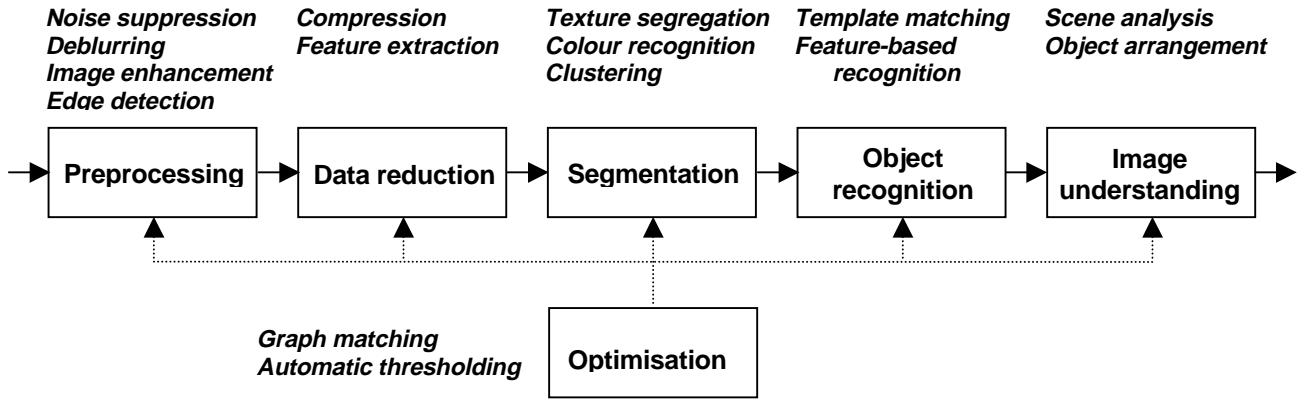 Noise suppression
Deblurring
Image enhancement
Edge detection
Compression
Feature extraction
Texture segregation
Colour recognition
Clustering
Template matching
Feature-based
recognition
Scene analysis
Object arrangement
Preprocessing
Data reduction
Segmentation
Object
recognition
Image
understanding
Graph matching
Automatic thresholding
Optimisation